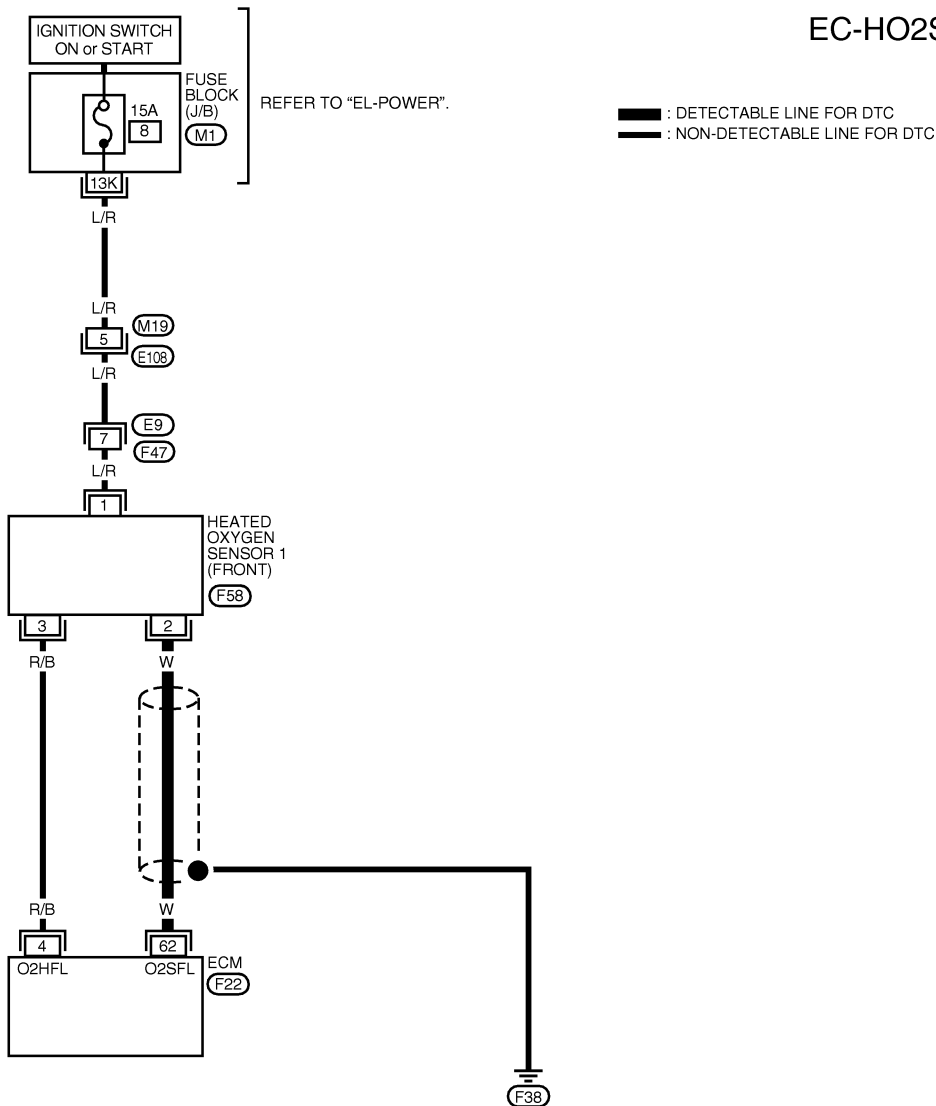 EC-HO2S
IGNITION SWITCH
ON or START
FUSE
BLOCK
(J/B)
M1
15A
8
REFER TO “EL-POWER”.
: DETECTABLE LINE FOR DTC
: NON-DETECTABLE LINE FOR DTC
13K
L/R
L/R
5
M19
E108
L/R
7
E9
F47
L/R
1
HEATED
OXYGEN
SENSOR 1
(FRONT)
F58
3
2
R/B
W
R/B
W
4
62
O2HFL
O2SFL
ECM
F22
F38